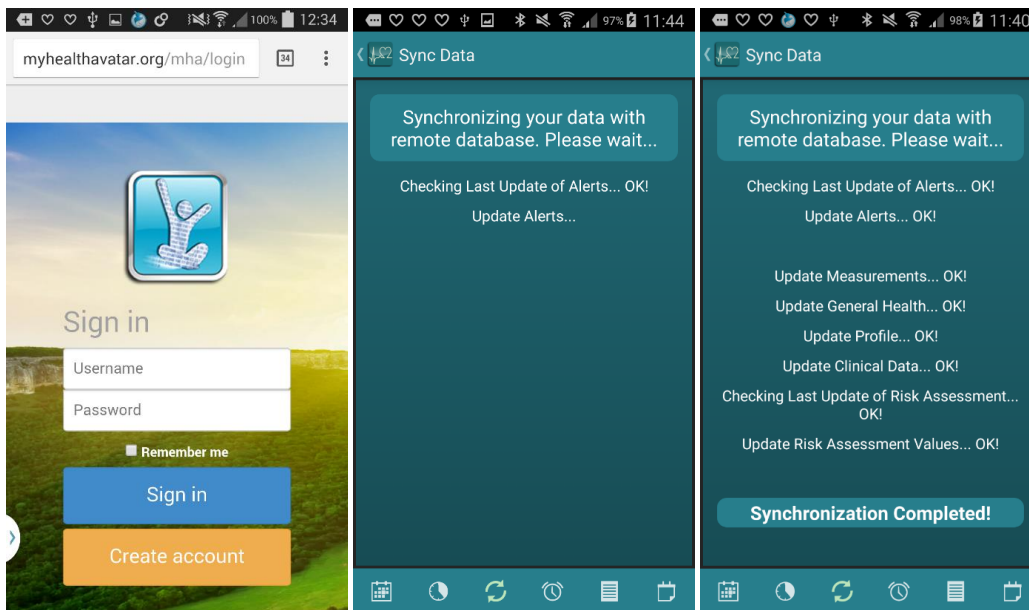 100% 12:34
myhealthavatar.org/mha/login 34
Sign in
Username
Password
Remember me
Sign in
Create account
97% 11:44
Sync Data
Synchronizing your data with
remote database. Please wait...
Checking Last Update of Alerts... OK!
Update Alerts...
98% 11:40
Sync Data
Synchronizing your data with
remote database. Please wait...
Checking Last Update of Alerts... OK!
Update Alerts... OK!
Update Measurements... OK!
Update General Health... OK!
Update Profile... OK!
Update Clinical Data... OK!
Checking Last Update of Risk Assessment...
OK!
Update Risk Assessment Values... OK!
Synchronization Completed!